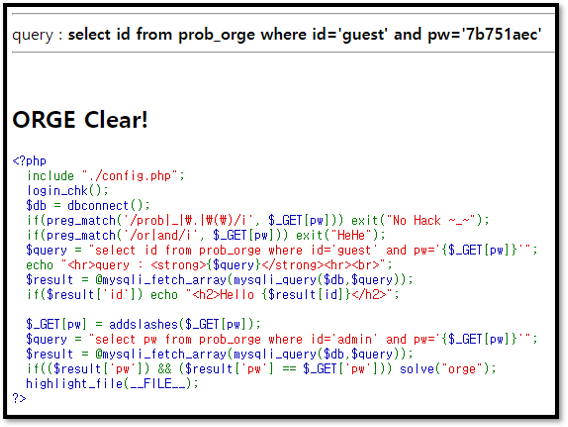 query : select id from prob_orge where id='guest' and pw='7b751aec'
ORGE Clear!
<?php
  include "./config.php";
  login_chk();
  $db = dbconnect();
  if(preg_match('/prob|_|₩.|₩(₩)/i', $_GET[pw])) exit("No Hack ~_~");
  if(preg_match('/or|and/i', $_GET[pw])) exit("HeHe");
  $query = "select id from prob_orge where id='guest' and pw='{$_GET[pw]}'";
  echo "<hr>query : <strong>{$query}</strong><hr><br>";
  $result = @mysqli_fetch_array(mysqli_query($db,$query));
  if($result['id']) echo "<h2>Hello {$result[id]}</h2>";
  $_GET[pw] = addslashes($_GET[pw]);
  $query = "select pw from prob_orge where id='admin' and pw='{$_GET[pw]}'";
  $result = @mysqli_fetch_array(mysqli_query($db,$query));
  if(($result['pw']) && ($result['pw'] == $_GET['pw'])) solve("orge");
  highlight_file(__FILE__);
?>